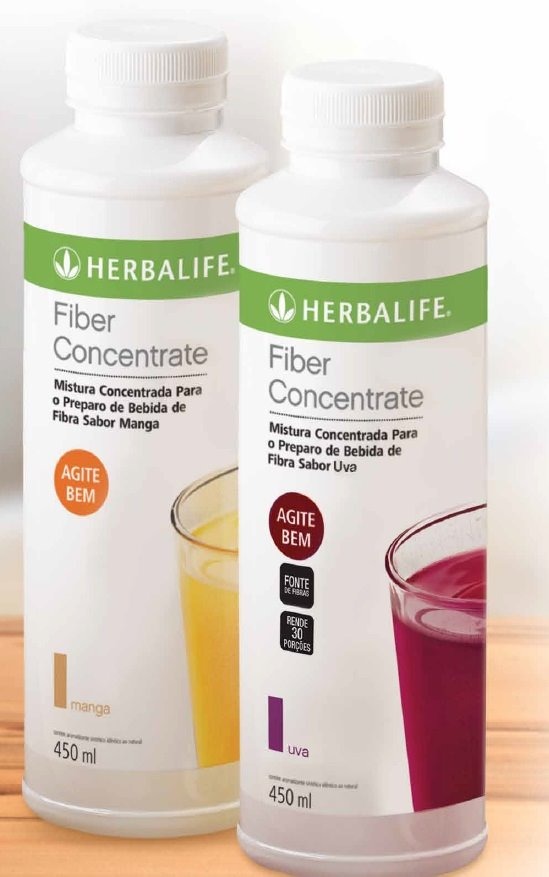 HERBALIFE.
Fiber
Concentrate
Mistura Concentrada Para
o Preparo de Bebida de
Fibra Sabor Manga
AGITE
BEM
manga
450 ml
HERBALIFE®
Fiber
Concentrate
Mistura Concentrada Para
o Preparo de Bebida de
Fibra Sabor Uva
AGITE
BEM
FONTE
DE FIBRAS
RENDE
30
PORÇÕES
uva
450 ml